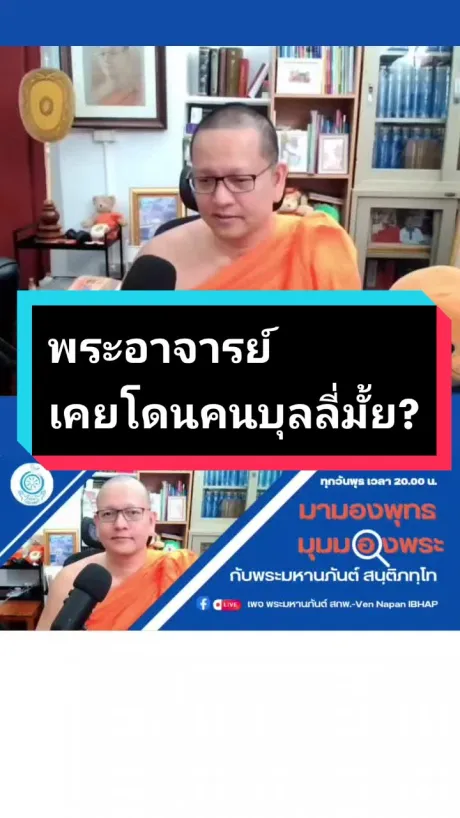 พระอาจารย์
เคยโดนคนบุลลี่มั้ย?
ทุกวันพุธ เวลา 20.00 น.
มามองพุทธ
มุมมองพระ
กับพระมหานภันต์ สนฺติภทฺโท
LIVE เพจ พระมหานภันต์ สถพ.-Ven Napan IBHAP